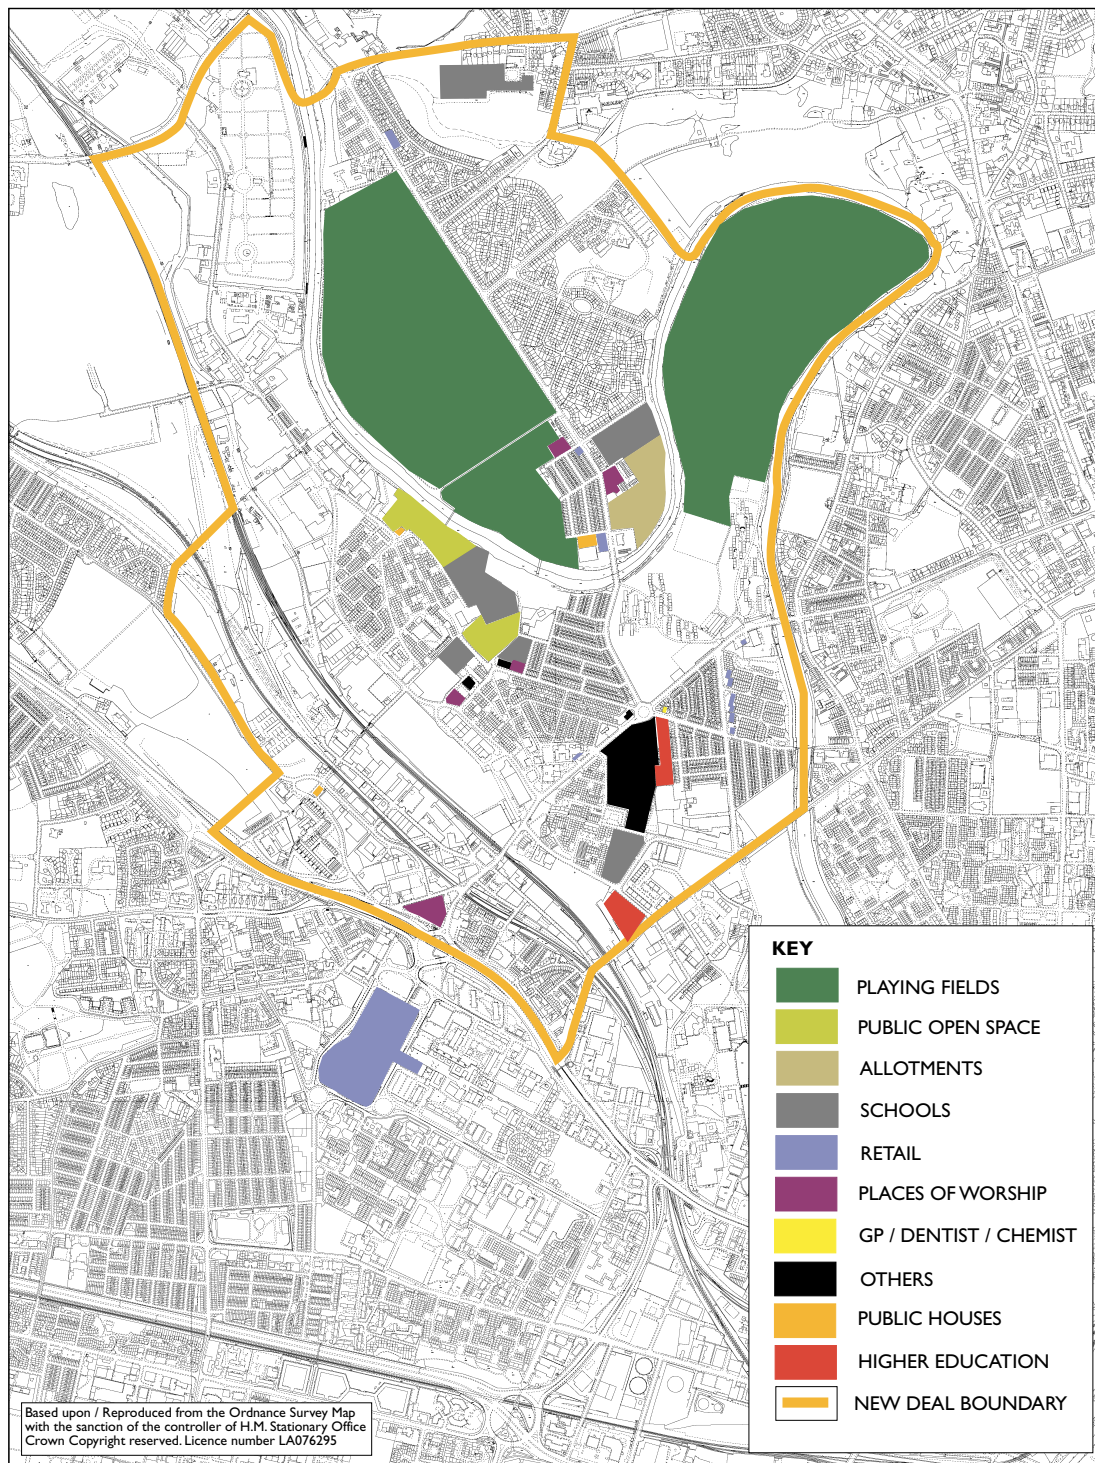 KEY
PLAYING FIELDS
PUBLIC OPEN SPACE
ALLOTMENTS
SCHOOLS
RETAIL
PLACES OF WORSHIP
GP / DENTIST / CHEMIST
OTHERS
PUBLIC HOUSES
HIGHER EDUCATION
NEW DEAL BOUNDARY
Based upon / Reproduced from the Ordnance Survey Map
with the sanction of the controller of H.M. Stationary Office
Crown Copyright reserved. Licence number LA076295